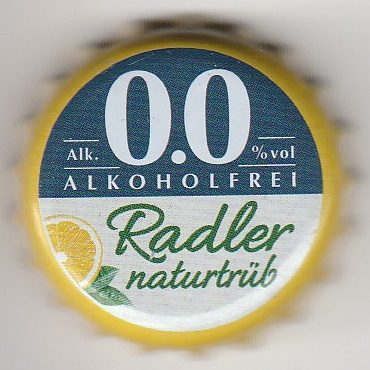 Alk. 0.0 %vol
ALKOHOLFREI
Radler
naturtrüb